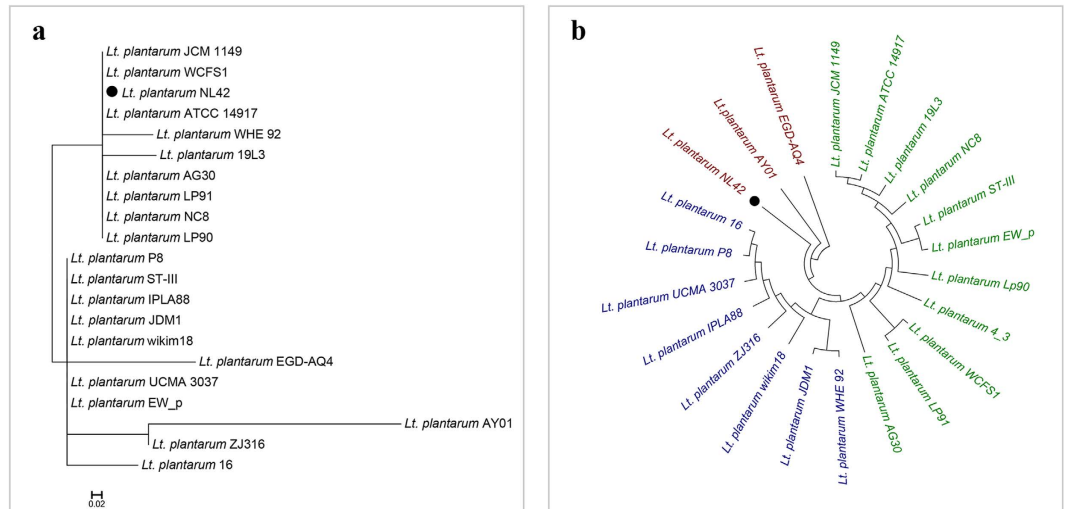 a
Lt. plantarum JCM 1149
Lt. plantarum WCFS1
Lt. plantarum NL42
Lt. plantarum ATCC 14917
Lt. plantarum WHE 92
Lt. plantarum 19L3
Lt. plantarum AG30
Lt. plantarum LP91
Lt. plantarum NC8
Lt. plantarum LP90
Lt. plantarum P8
Lt. plantarum ST-III
Lt. plantarum IPLA88
Lt. plantarum JDM1
Lt. plantarum wikim18
Lt. plantarum EGD-AQ4
Lt. plantarum UCMA 3037
Lt. plantarum EW_p
Lt. plantarum AY01
Lt. plantarum ZJ316
Lt. plantarum 16
0.02
b
Lt. plantarum JCM 1149
Lt. plantarum ATCC 14917
Lt. plantarum 19L3
Lt. plantarum NC8
Lt. plantarum ST-III
Lt. plantarum EW_p
Lt. plantarum Lp90
Lt. plantarum 4_3
Lt. plantarum WCFS1
Lt. plantarum LP91
Lt. plantarum AG30
Lt. plantarum WHE 92
Lt. plantarum JDM1
Lt. plantarum wikim18
Lt. plantarum ZJ316
Lt. plantarum IPLA88
Lt. plantarum UCMA 3037
Lt. plantarum P8
Lt. plantarum 16
Lt. plantarum NL42
Lt.plantarum AY01
Lt. plantarum EGD-AQ4